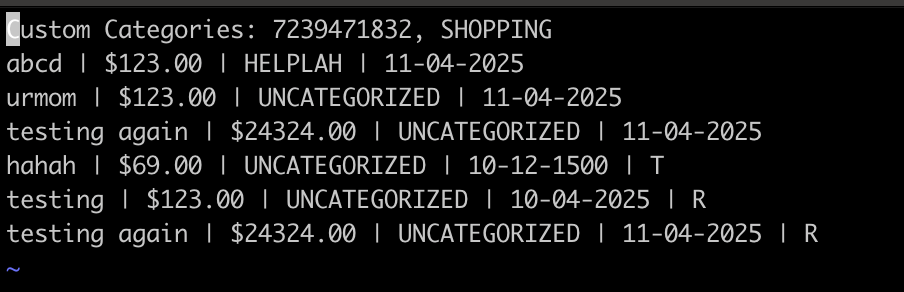 Custom Categories: 7239471832, SHOPPING
abcd | $123.00 | HELPLAH | 11-04-2025
urmom | $123.00 | UNCATEGORIZED | 11-04-2025
testing again | $24324.00 | UNCATEGORIZED | 11-04-2025
hahah | $69.00 | UNCATEGORIZED | 10-12-1500 | T
testing | $123.00 | UNCATEGORIZED | 10-04-2025 | R
testing again | $24324.00 | UNCATEGORIZED | 11-04-2025 | R
~